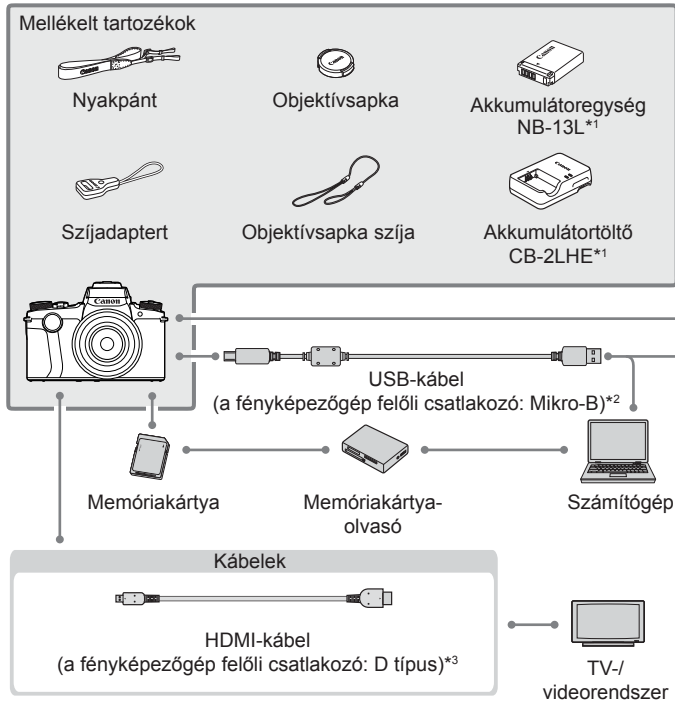 Mellékelt tartozékok
Nyakpánt
Objektívsapka
Akkumulátoregység
NB-13L*1
Szíjadaptert
Objektívsapka szíja
Akkumulátortöltő
CB-2LHE*1
Canon
USB-kábel
(a fényképezőgép felőli csatlakozó: Mikro-B)*2
Memóriakártya
Memóriakártya-
olvasó
Számítógép
Kábelek
HDMI-kábel
(a fényképezőgép felőli csatlakozó: D típus)*3
TV-/
videorendszer